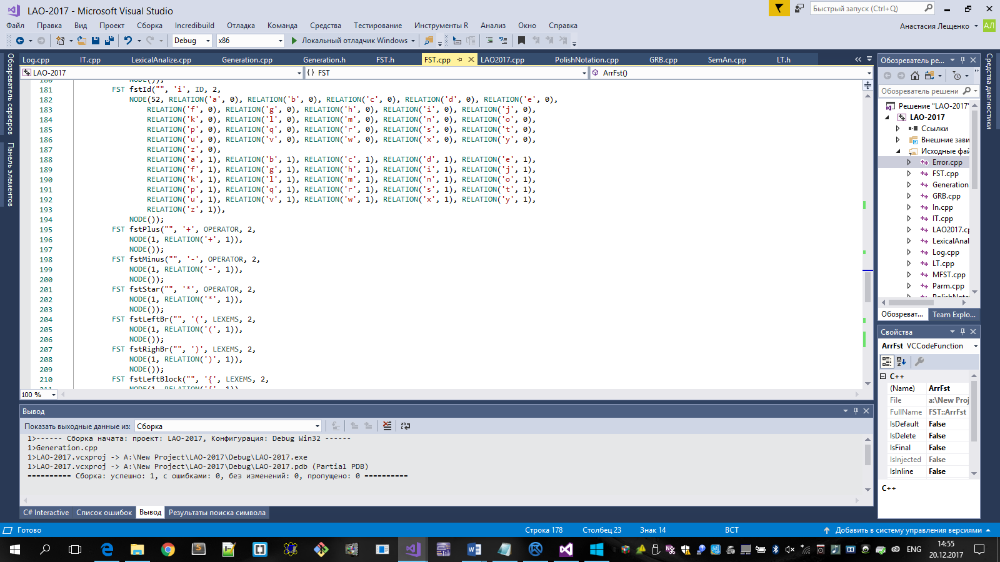 LAO-2017 - Microsoft Visual Studio
Быстрый запуск (Ctrl+Q)
Файл Правка Вид Проект Сборка Incredibuild Отладка Команда Средства Тестирование Инструменты R Анализ Окно Справка
Анастасия Лещенко АЛ
Debug x86 Локальный отладчик Windows
Обозреватель серверов
Панель элементов
Log.cpp IT.cpp LexicalAnalize.cpp Generation.cpp Generation.h FST.h FST.cpp LAO2017.cpp PolishNotation.cpp GRB.cpp SemAn.cpp LT.h
LAO-2017 {} FST ArrFst()
180 NODE());
181 FST fstId("", 'i', ID, 2,
182 NODE(52, RELATION('a', 0), RELATION('b', 0), RELATION('c', 0), RELATION('d', 0), RELATION('e', 0),
183 RELATION('f', 0), RELATION('g', 0), RELATION('h', 0), RELATION('i', 0), RELATION('j', 0),
184 RELATION('k', 0), RELATION('l', 0), RELATION('m', 0), RELATION('n', 0), RELATION('o', 0),
185 RELATION('p', 0), RELATION('q', 0), RELATION('r', 0), RELATION('s', 0), RELATION('t', 0),
186 RELATION('u', 0), RELATION('v', 0), RELATION('w', 0), RELATION('x', 0), RELATION('y', 0),
187 RELATION('z', 0),
188 RELATION('a', 1), RELATION('b', 1), RELATION('c', 1), RELATION('d', 1), RELATION('e', 1),
189 RELATION('f', 1), RELATION('g', 1), RELATION('h', 1), RELATION('i', 1), RELATION('j', 1),
190 RELATION('k', 1), RELATION('l', 1), RELATION('m', 1), RELATION('n', 1), RELATION('o', 1),
191 RELATION('p', 1), RELATION('q', 1), RELATION('r', 1), RELATION('s', 1), RELATION('t', 1),
192 RELATION('u', 1), RELATION('v', 1), RELATION('w', 1), RELATION('x', 1), RELATION('y', 1),
193 RELATION('z', 1)),
194 NODE());
195 FST fstPlus("", '+', OPERATOR, 2,
196 NODE(1, RELATION('+', 1)),
197 NODE());
198 FST fstMinus("", '-', OPERATOR, 2,
199 NODE(1, RELATION('-', 1)),
200 NODE());
201 FST fstStar("", '*', OPERATOR, 2,
202 NODE(1, RELATION('*', 1)),
203 NODE());
204 FST fstLeftBr("", '(', LEXEMS, 2,
205 NODE(1, RELATION('(', 1)),
206 NODE());
207 FST fstRighBr("", ')', LEXEMS, 2,
208 NODE(1, RELATION(')', 1)),
209 NODE());
210 FST fstLeftBlock("", '{', LEXEMS, 2,
211 NODE(1, RELATION('{', 1)),
100 %
Вывод
Показать выходные данные из: Сборка
1>------ Сборка начата: проект: LAO-2017, Конфигурация: Debug Win32 ------
1>Generation.cpp
1>LAO-2017.vcxproj -> A:\New Project\LAO-2017\Debug\LAO-2017.exe
1>LAO-2017.vcxproj -> A:\New Project\LAO-2017\Debug\LAO-2017.pdb (Partial PDB)
========== Сборка: успешно: 1, с ошибками: 0, без изменений: 0, пропущено: 0 ==========
C# Interactive Список ошибок Вывод Результаты поиска символа
Обозреватель ре...
Обозреватель решени
Решение "LAO-2017"
LAO-2017
Ссылки
Внешние зави
Исходные фай
Error.cpp
FST.cpp
Generation
GRB.cpp
In.cpp
IT.cpp
LAO2017.cp
LexicalAnal
Log.cpp
LT.cpp
MFST.cpp
Parm.cpp
PolishNota
Обозреват... Team Explo...
Средства диагностики
Свойства
ArrFst VCCodeFunction
C++
(Name) ArrFst
File a:\New Proj
FullName FST::ArrFst
IsDefault False
IsDelete False
IsFinal False
IsInjected False
IsInline False
C++
Готово Строка 178 Столбец 23 Знак 14 ВСТ Добавить в систему управления версиями
ENG 14:55
20.12.2017